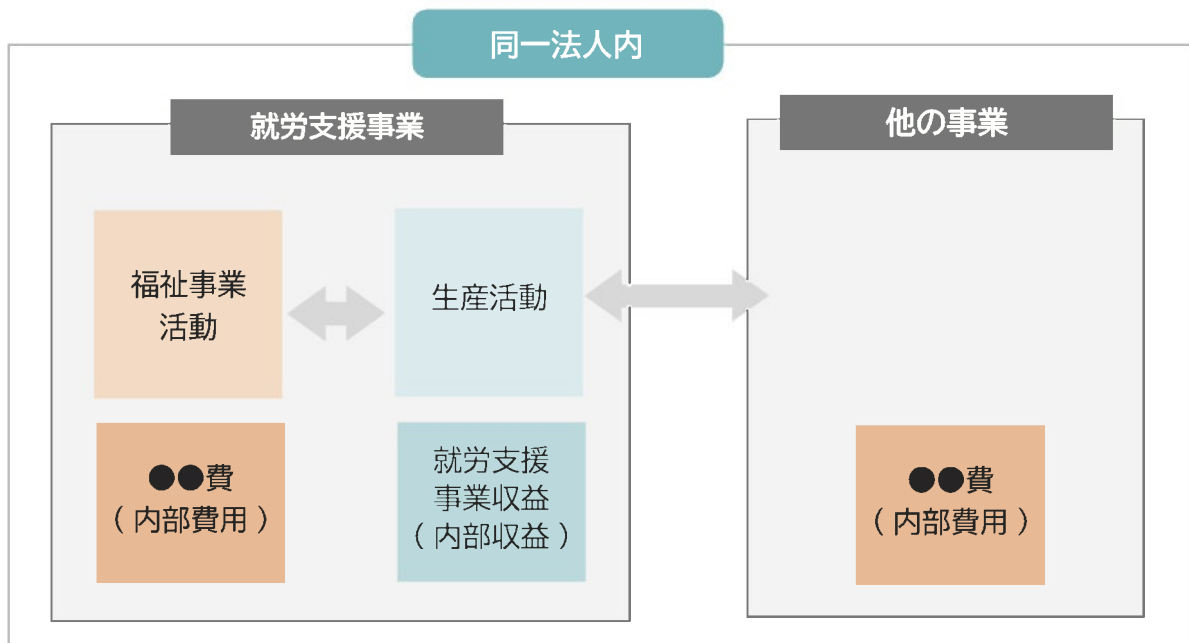 同一法人内
就労支援事業
他の事業
福祉事業
活動
生産活動
●●費
（内部費用）
就労支援
事業収益
（内部収益）
●●費
（内部費用）